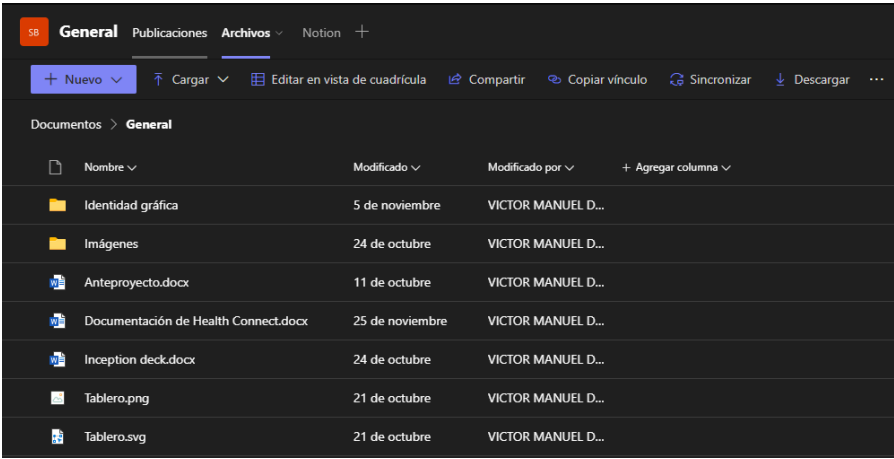 SB General Publicaciones Archivos Notion
Nuevo Cargar Editar en vista de cuadrícula Compartir Copiar vínculo Sincronizar Descargar ...
Documentos > General
Nombre Modificado Modificado por + Agregar columna
Identidad gráfica 5 de noviembre VICTOR MANUEL D...
Imágenes 24 de octubre VICTOR MANUEL D...
Anteproyecto.docx 11 de octubre VICTOR MANUEL D...
Documentación de Health Connect.docx 25 de noviembre VICTOR MANUEL D...
Inception deck.docx 24 de octubre VICTOR MANUEL D...
Tablero.png 21 de octubre VICTOR MANUEL D...
Tablero.svg 21 de octubre VICTOR MANUEL D...